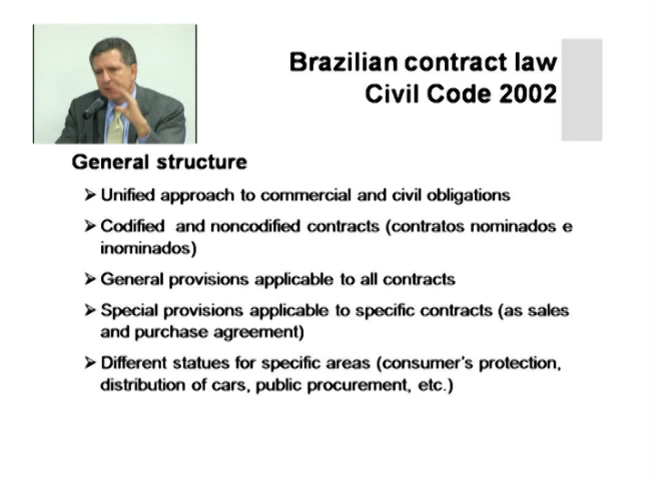 Brazilian contract law
Civil Code 2002
General structure
➢ Unified approach to commercial and civil obligations
➢ Codified and noncodified contracts (contratos nominados e
inominados)
➢ General provisions applicable to all contracts
➢ Special provisions applicable to specific contracts (as sales
and purchase agreement)
➢ Different statues for specific areas (consumer's protection,
distribution of cars, public procurement, etc.)